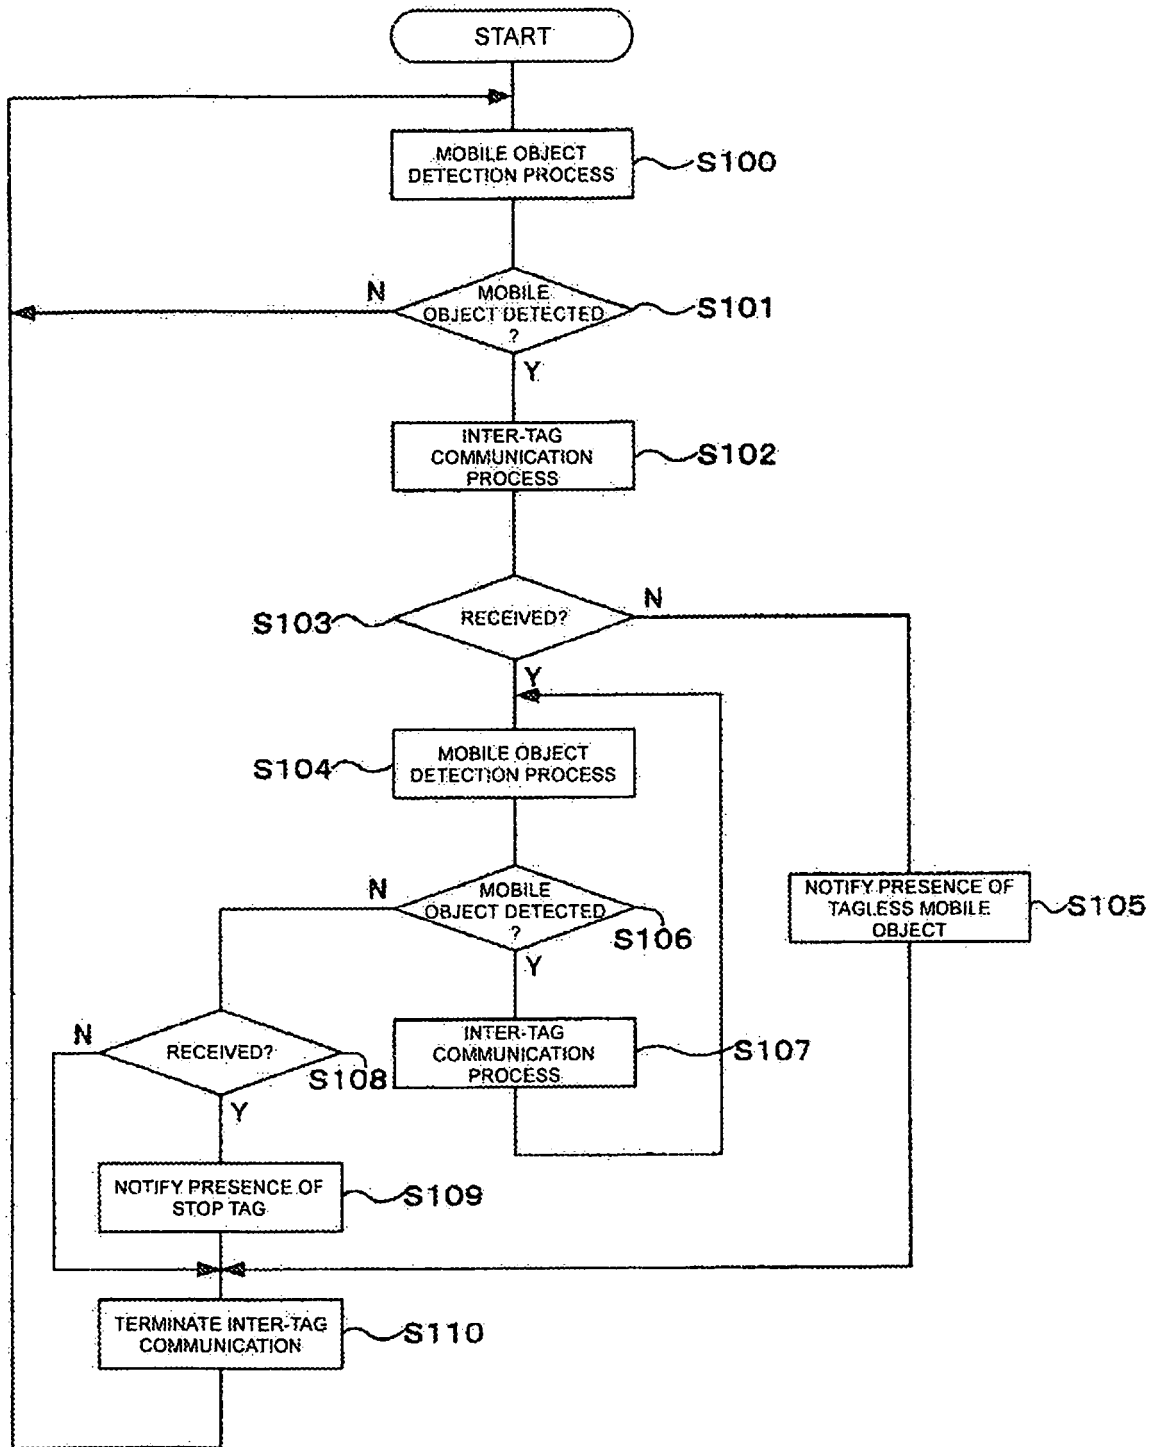 START
MOBILE OBJECT
DETECTION PROCESS
S100
N
MOBILE
OBJECT DETECTED
?
S101
Y
INTER-TAG
COMMUNICATION
PROCESS
S102
S103
RECEIVED?
N
Y
S104
MOBILE OBJECT
DETECTION PROCESS
N
MOBILE
OBJECT DETECTED
?
S106
Y
NOTIFY PRESENCE OF
TAGLESS MOBILE
OBJECT
S105
N
RECEIVED?
S108
Y
INTER-TAG
COMMUNICATION
PROCESS
S107
NOTIFY PRESENCE OF
STOP TAG
S109
TERMINATE INTER-TAG
COMMUNICATION
S110